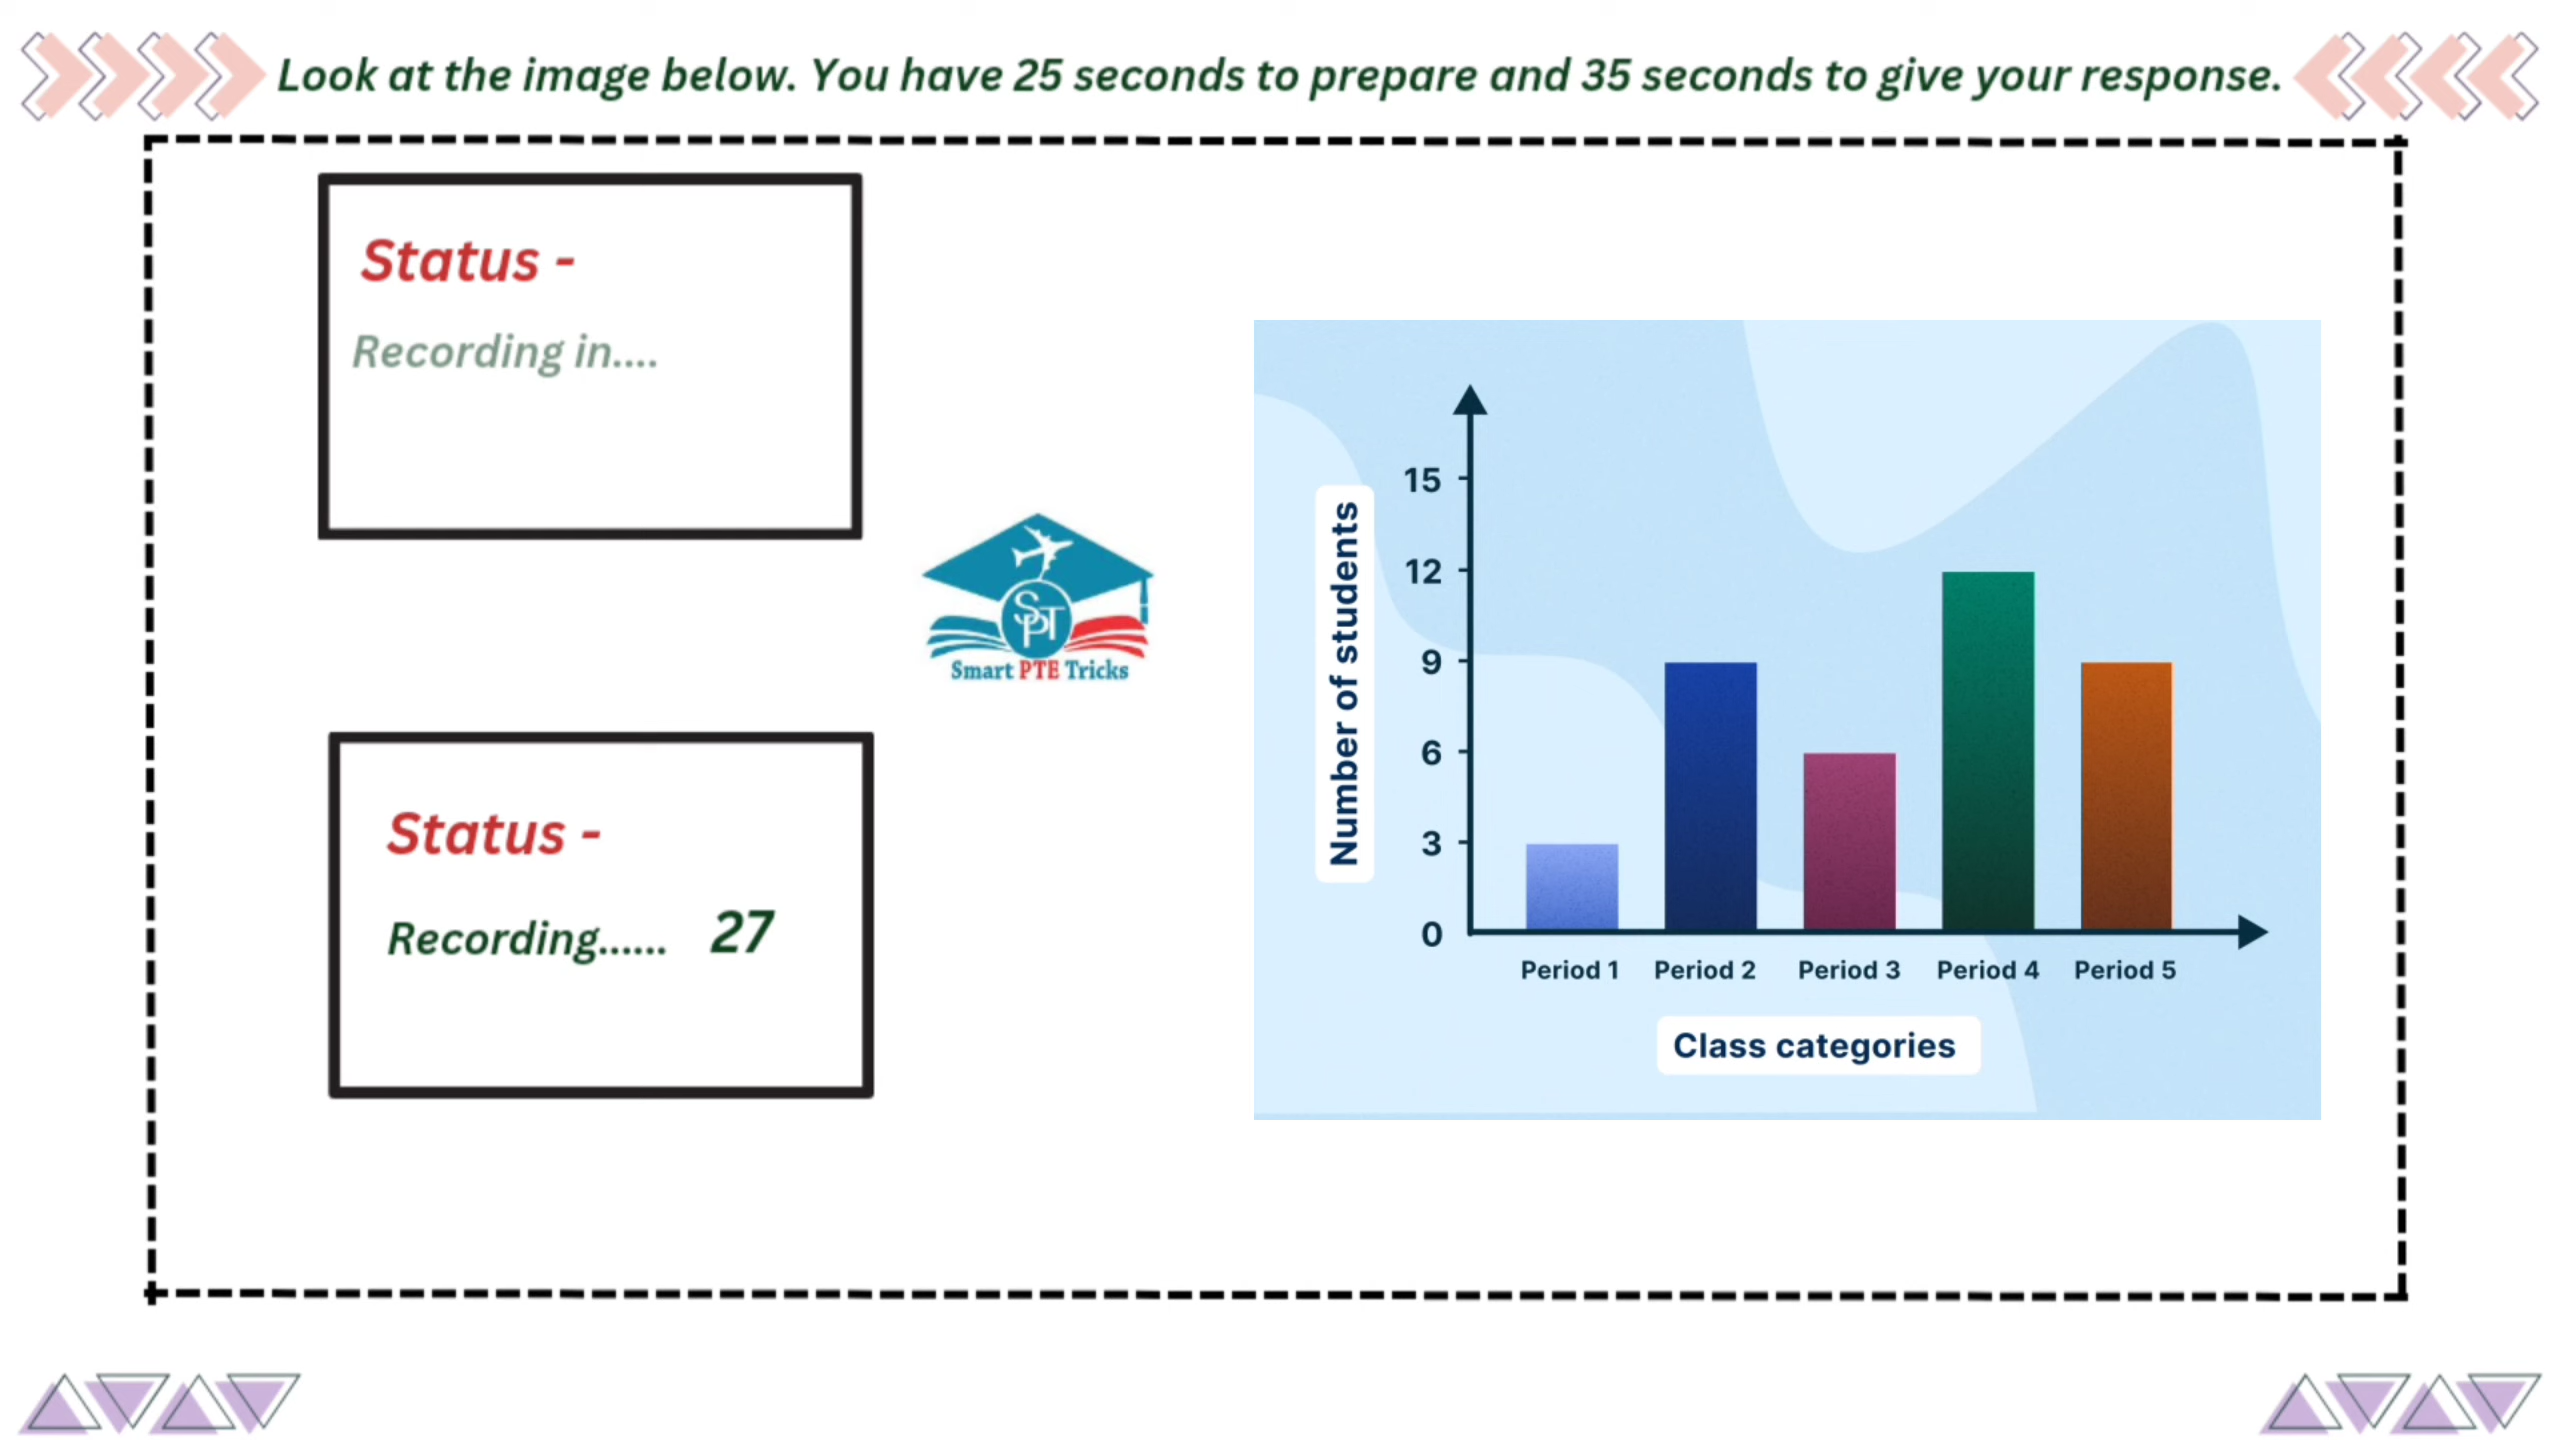 Look at the image below. You have 25 seconds to prepare and 35 seconds to give your response.
Status -
Recording in....
SPT
Smart PTE Tricks
Status -
Recording...... 27
Number of students
15
12
9
6
3
0
Period 1 Period 2 Period 3 Period 4 Period 5
Class categories